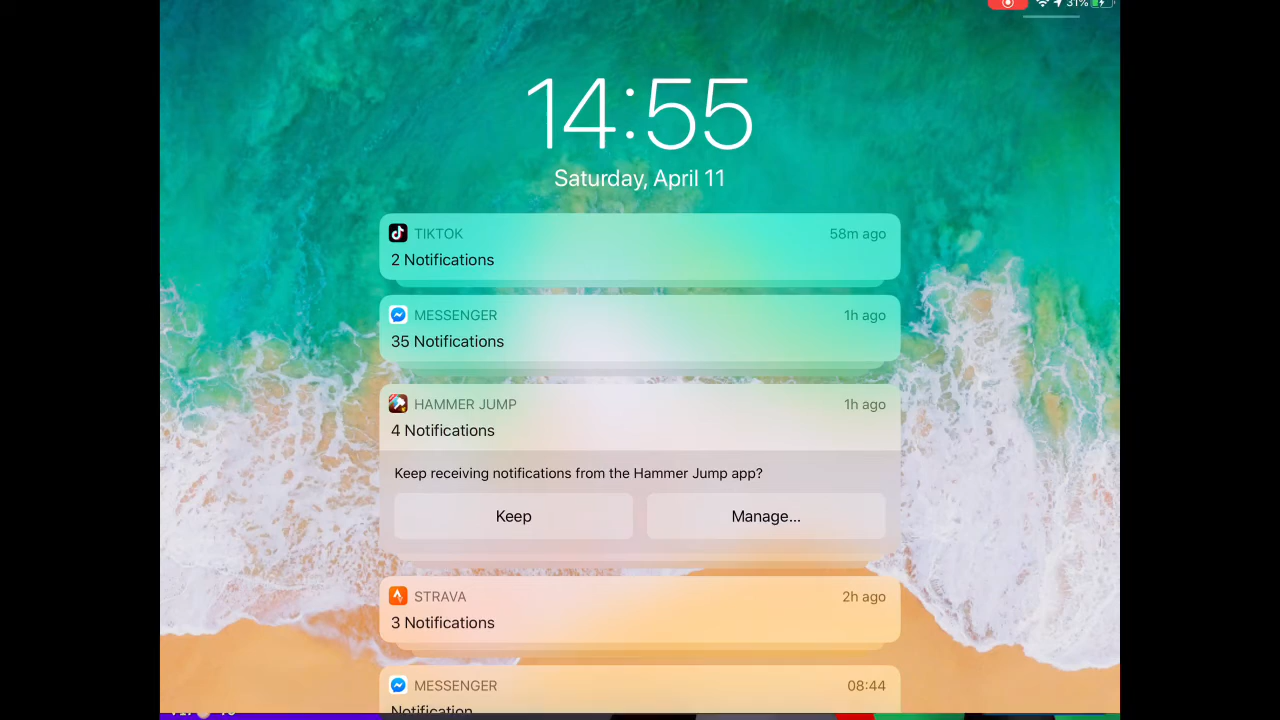 31%
14:55
Saturday, April 11
TIKTOK 58m ago
2 Notifications
MESSENGER 1h ago
35 Notifications
HAMMER JUMP 1h ago
4 Notifications
Keep receiving notifications from the Hammer Jump app?
Keep Manage...
STRAVA 2h ago
3 Notifications
MESSENGER 08:44
Notification